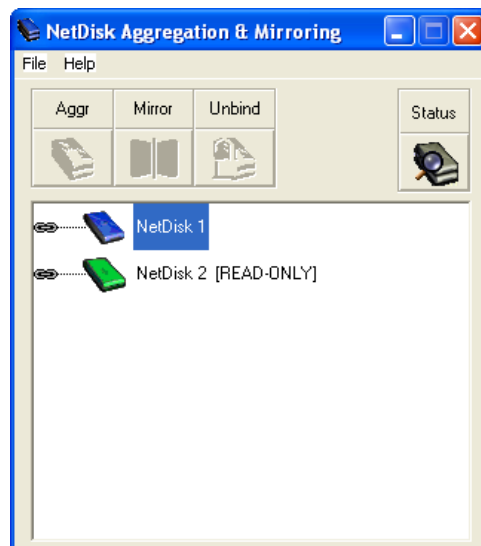 NetDisk Aggregation & Mirroring
File Help
Aggr Mirror Unbind Status
NetDisk 1
NetDisk 2 [READ-ONLY]